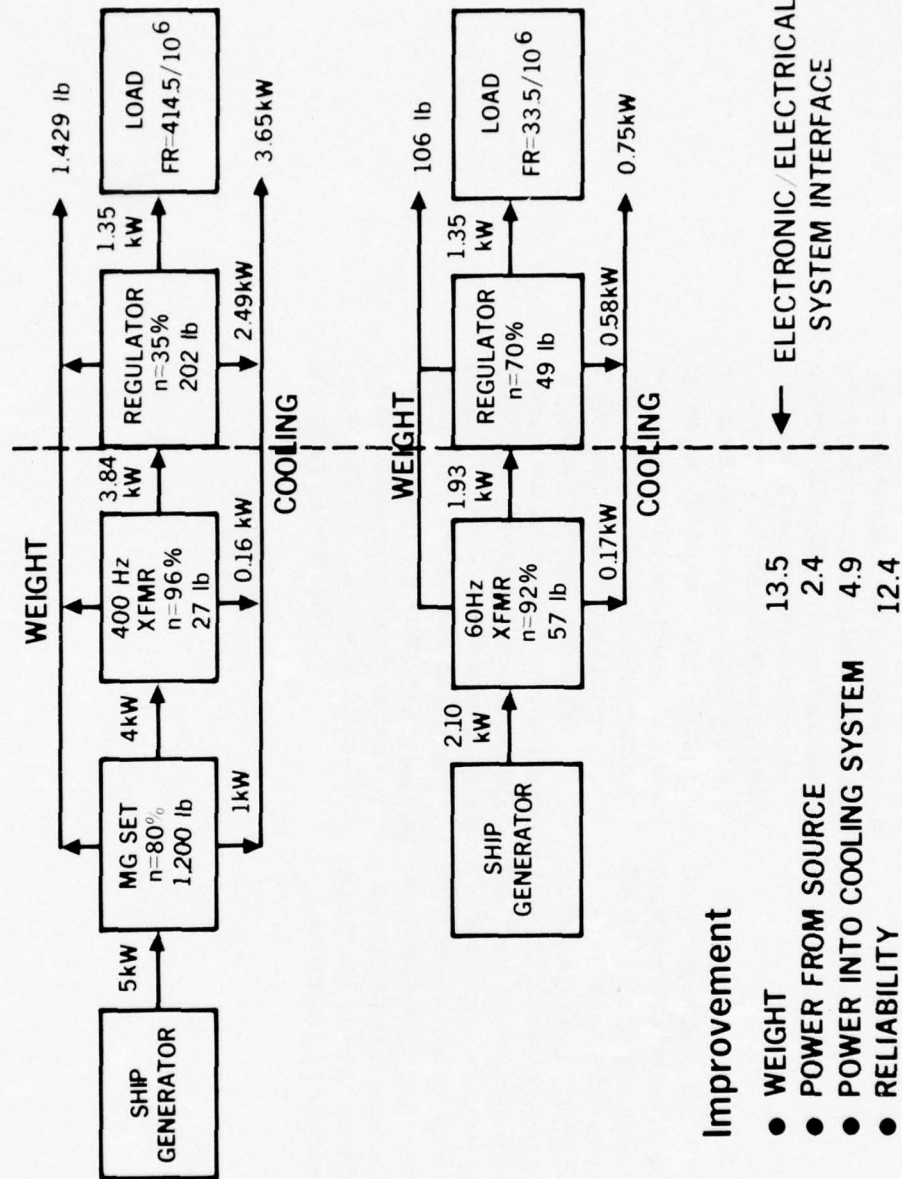 WEIGHT
1.429 lb
SHIP
GENERATOR
5kW
MG SET
n=80%
1,200 lb
4kW
400 Hz
XFMR
n=96%
27 lb
3.84
kW
REGULATOR
n=35%
202 lb
1.35
kW
LOAD
FR=414.5/10⁶
1kW
0.16 kW
2.49kW
3.65kW
COOLING
WEIGHT
106 lb
SHIP
GENERATOR
2.10
kW
60Hz
XFMR
n=92%
57 lb
1.93
kW
REGULATOR
n=70%
49 lb
1.35
kW
LOAD
FR=33.5/10⁶
0.17kW
0.58kW
0.75kW
COOLING
Improvement
● WEIGHT 13.5
● POWER FROM SOURCE 2.4
● POWER INTO COOLING SYSTEM 4.9
● RELIABILITY 12.4
ELECTRONIC/ELECTRICAL
SYSTEM INTERFACE